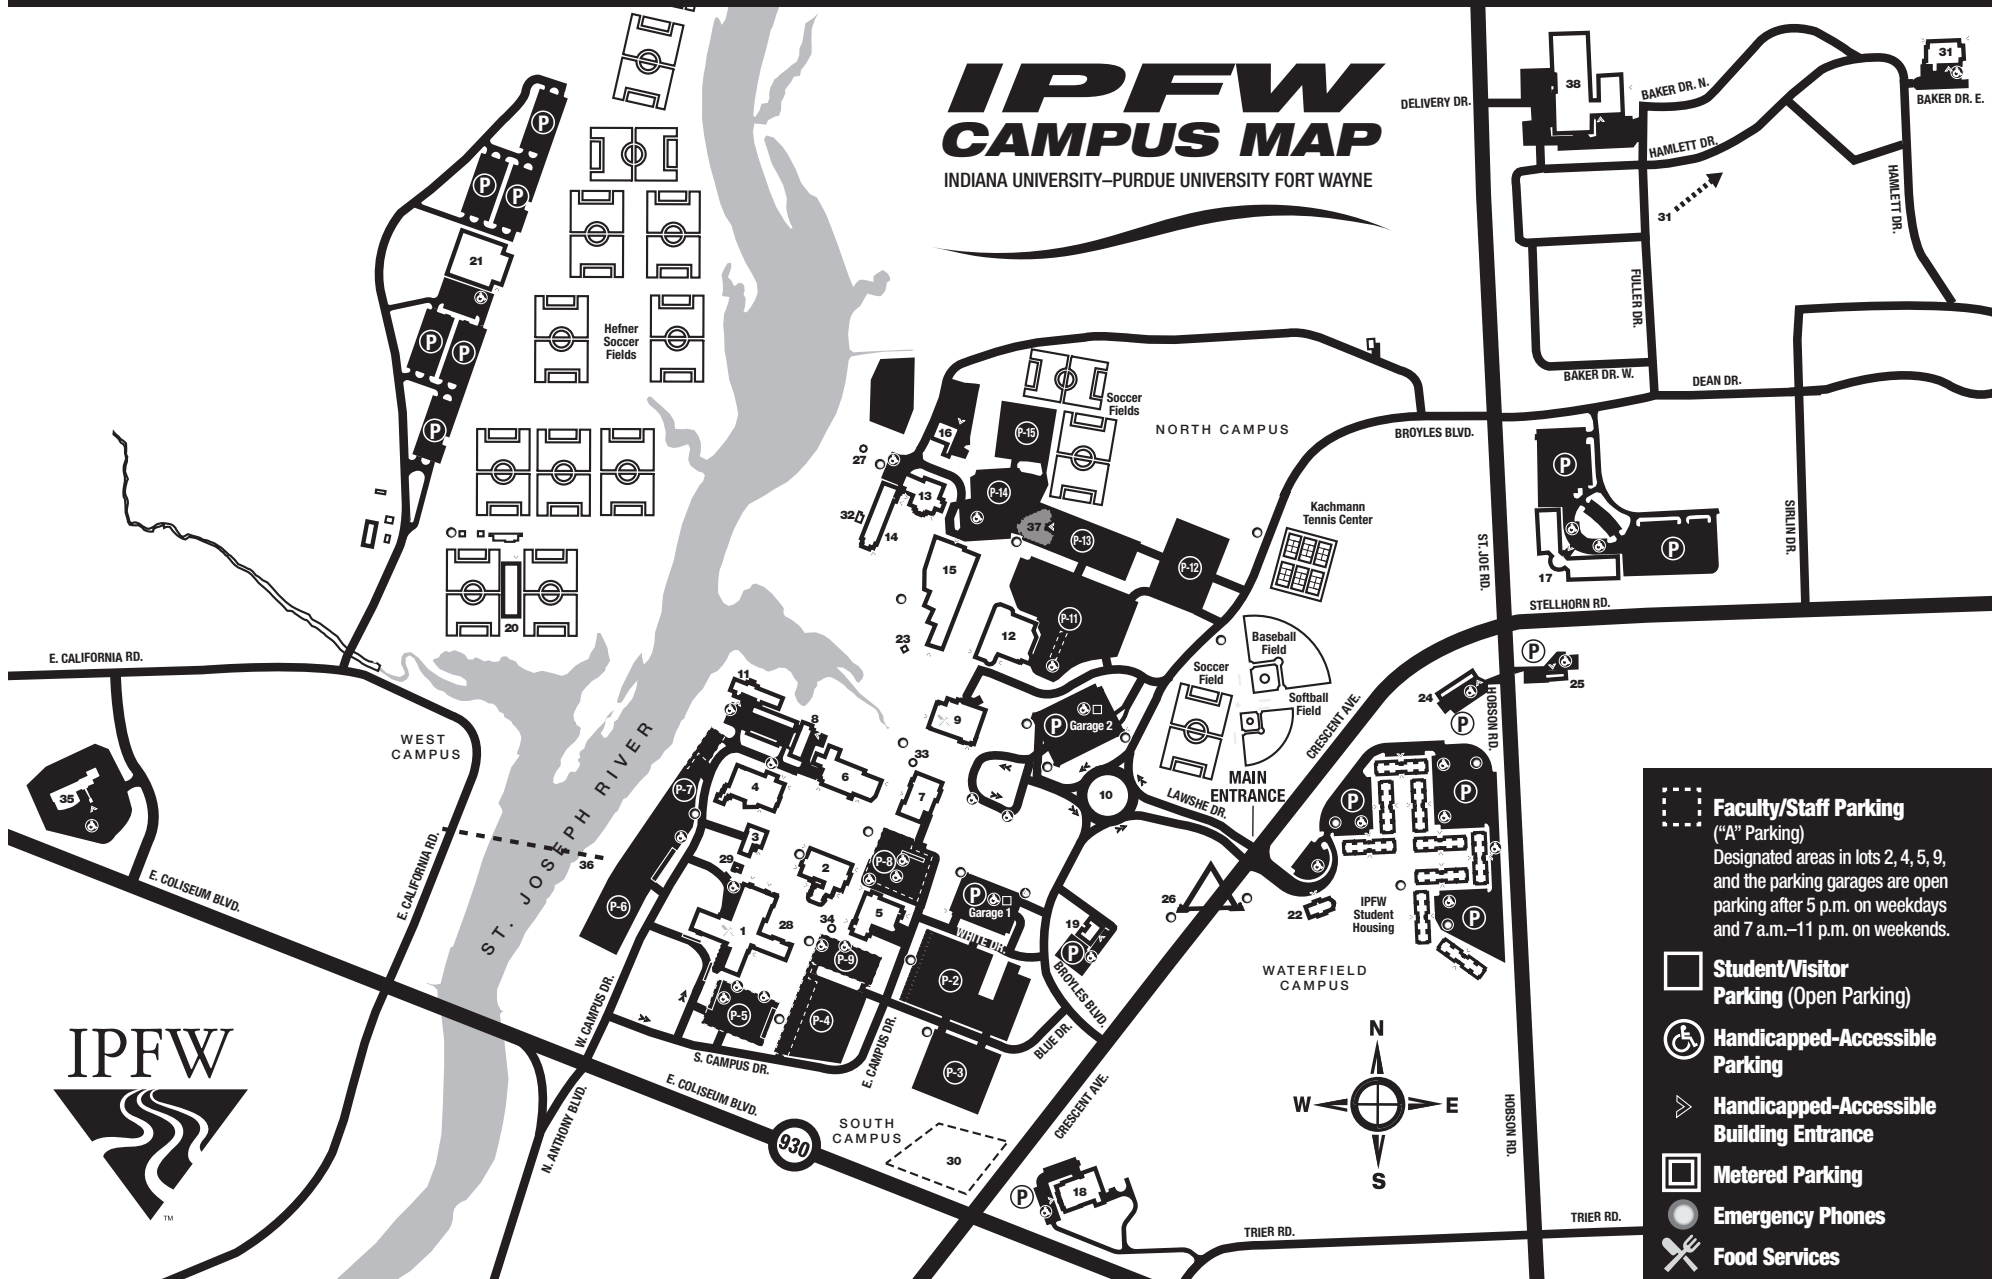 IPFW
CAMPUS MAP
INDIANA UNIVERSITY–PURDUE UNIVERSITY FORT WAYNE
DELIVERY DR.
38
BAKER DR. N.
31
BAKER DR. E.
HAMLETT DR.
HAMLETT DR.
31
FULLER DR.
BAKER DR. W.
DEAN DR.
BROYLES BLVD.
ST. JOE RD.
SIRLIN DR.
STELLHORN RD.
P
P
17
P
P
P
21
P
P
P
Hefner
Soccer
Fields
20
16
P-15
Soccer
Fields
NORTH CAMPUS
27
13
P-14
32
14
37
P-13
P-12
15
P-11
12
23
Kachmann
Tennis Center
Baseball
Field
Soccer
Field
Softball
Field
CRESCENT AVE.
24
P
25
P
HOBSON RD.
E. CALIFORNIA RD.
WEST
CAMPUS
35
E. CALIFORNIA RD.
E. COLISEUM BLVD.
ST. JOSEPH RIVER
36
11
8
9
P
Garage 2
33
6
4
7
10
P-7
3
29
2
P-8
MAIN
ENTRANCE
LAWSHE DR.
P
P
P
IPFW
Student
Housing
22
26
P-6
1
28
34
5
P
Garage 1
19
P
WHITE DR.
P-9
P-2
BROYLES BLVD.
P-5
P-4
P-3
BLUE DR.
W. CAMPUS DR.
S. CAMPUS DR.
E. CAMPUS DR.
E. COLISEUM BLVD.
N. ANTHONY BLVD.
930
SOUTH
CAMPUS
30
CRESCENT AVE.
WATERFIELD
CAMPUS
N
W
E
S
HOBSON RD.
P
18
TRIER RD.
TRIER RD.
IPFW
TM
Faculty/Staff Parking
(“A” Parking)
Designated areas in lots 2, 4, 5, 9,
and the parking garages are open
parking after 5 p.m. on weekdays
and 7 a.m.–11 p.m. on weekends.
Student/Visitor
Parking (Open Parking)
Handicapped-Accessible
Parking
Handicapped-Accessible
Building Entrance
Metered Parking
Emergency Phones
Food Services